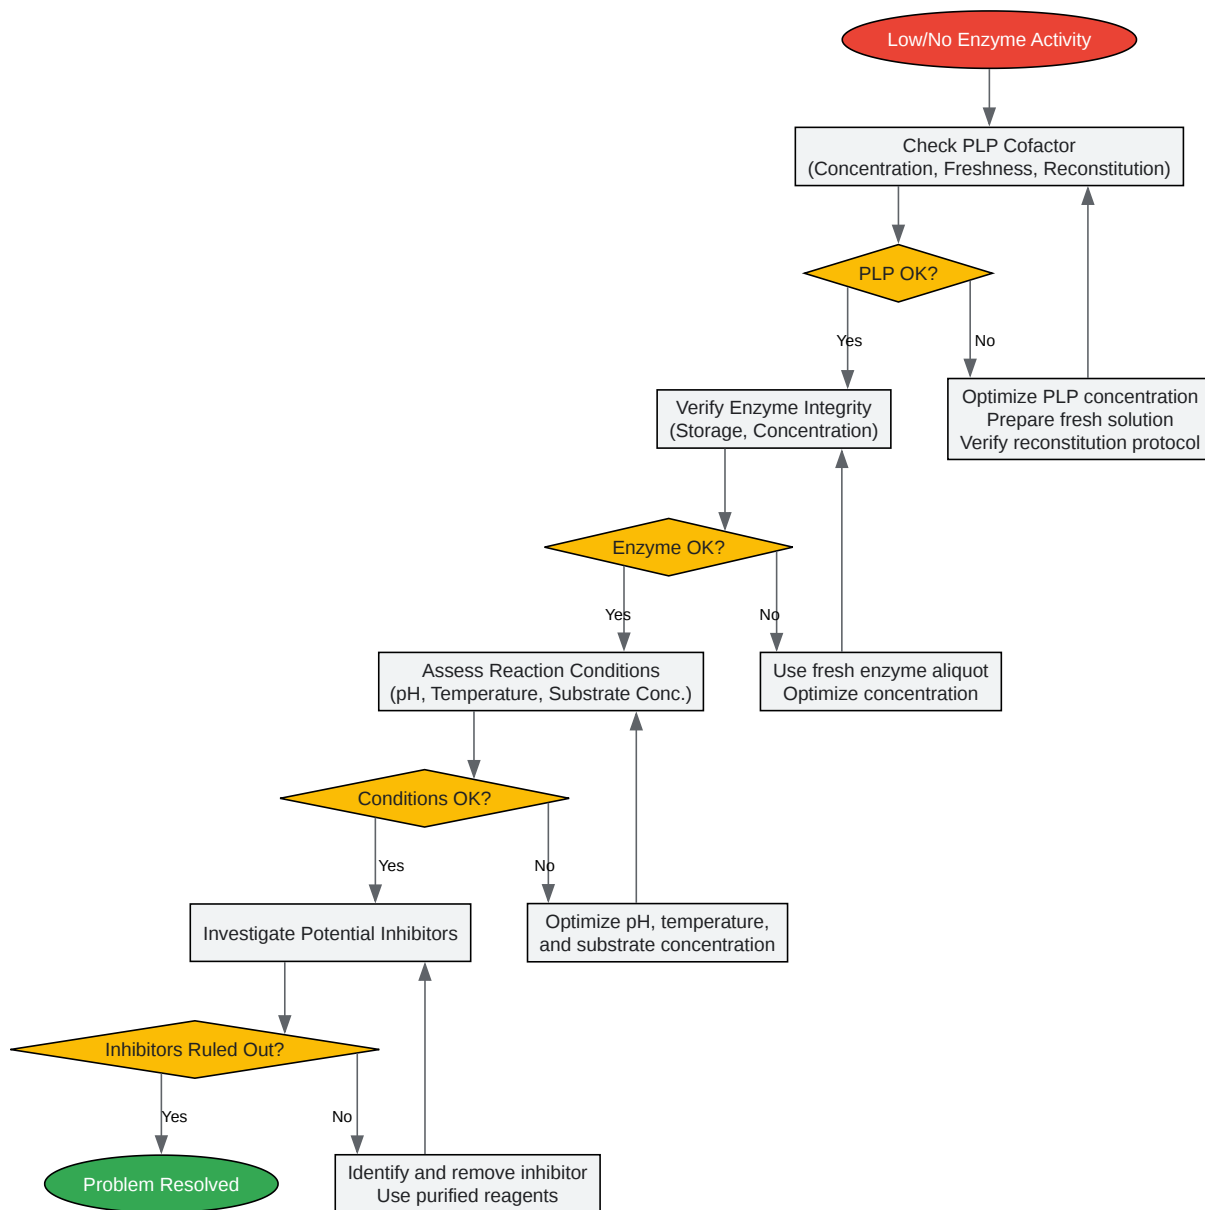 Low/No Enzyme Activity
Check PLP Cofactor
(Concentration, Freshness, Reconstitution)
PLP OK?
Yes
No
Optimize PLP concentration
Prepare fresh solution
Verify reconstitution protocol
Verify Enzyme Integrity
(Storage, Concentration)
Enzyme OK?
Yes
No
Use fresh enzyme aliquot
Optimize concentration
Assess Reaction Conditions
(pH, Temperature, Substrate Conc.)
Conditions OK?
Yes
No
Optimize pH, temperature,
and substrate concentration
Investigate Potential Inhibitors
Inhibitors Ruled Out?
Yes
No
Identify and remove inhibitor
Use purified reagents
Problem Resolved